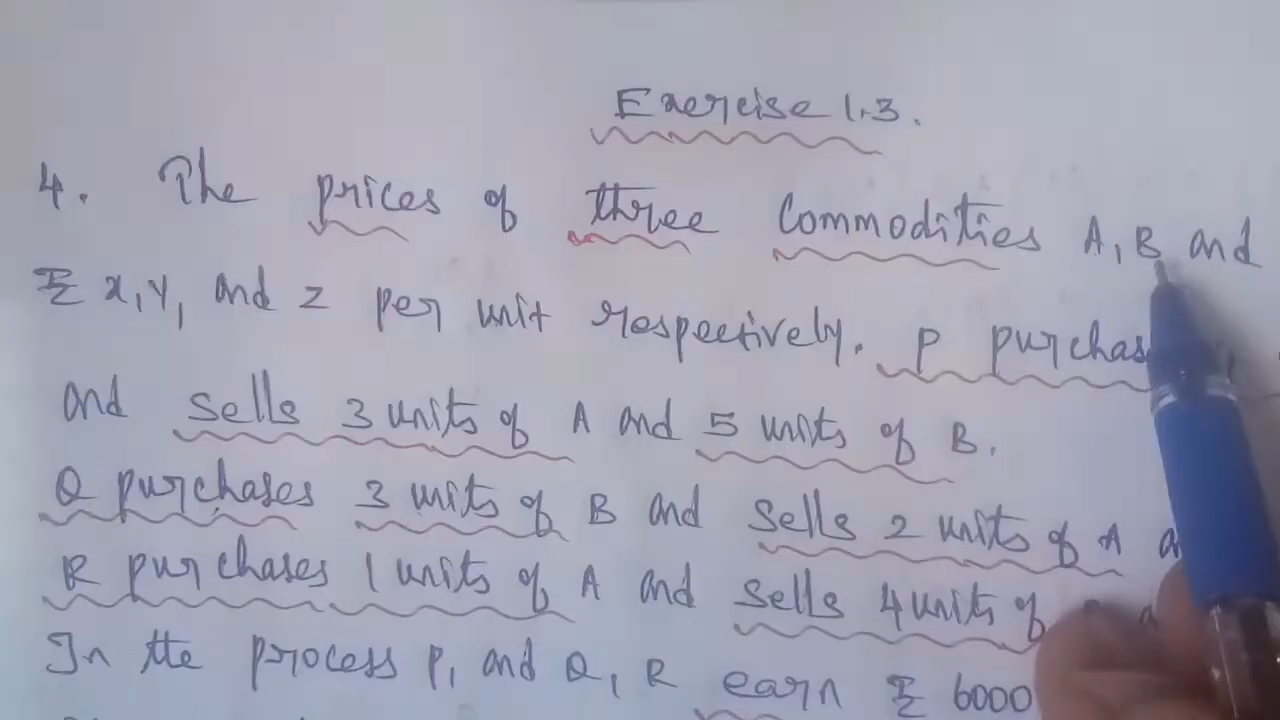 Exercise 1.3.
4. The prices of three Commodities A, B and
₹ x, y, and z per unit respectively. P purchas
and sells 3 units of A and 5 units of B.
Q purchases 3 units of B and sells 2 units of A
R purchases 1 units of A and sells 4 units of
In the process P, and Q, R earn ₹ 6000